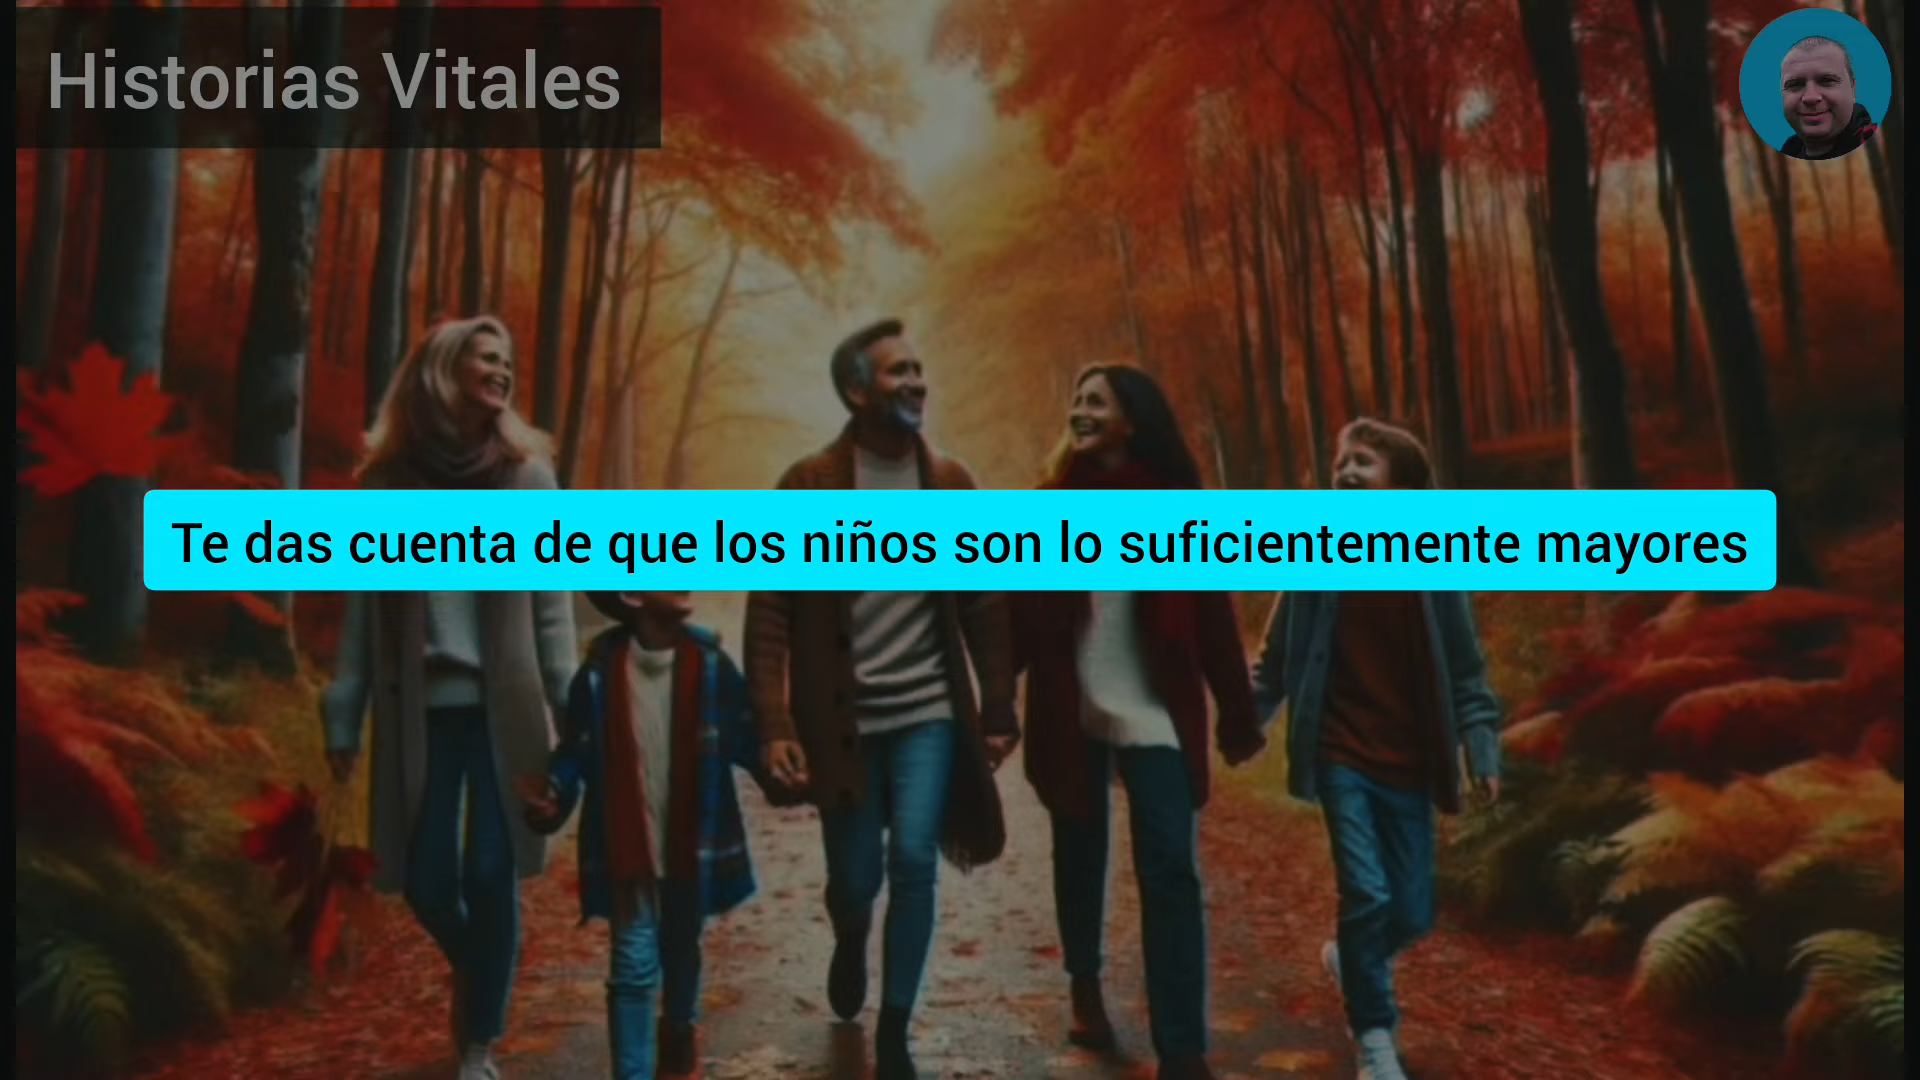 Historias Vitales
Te das cuenta de que los niños son lo suficientemente mayores